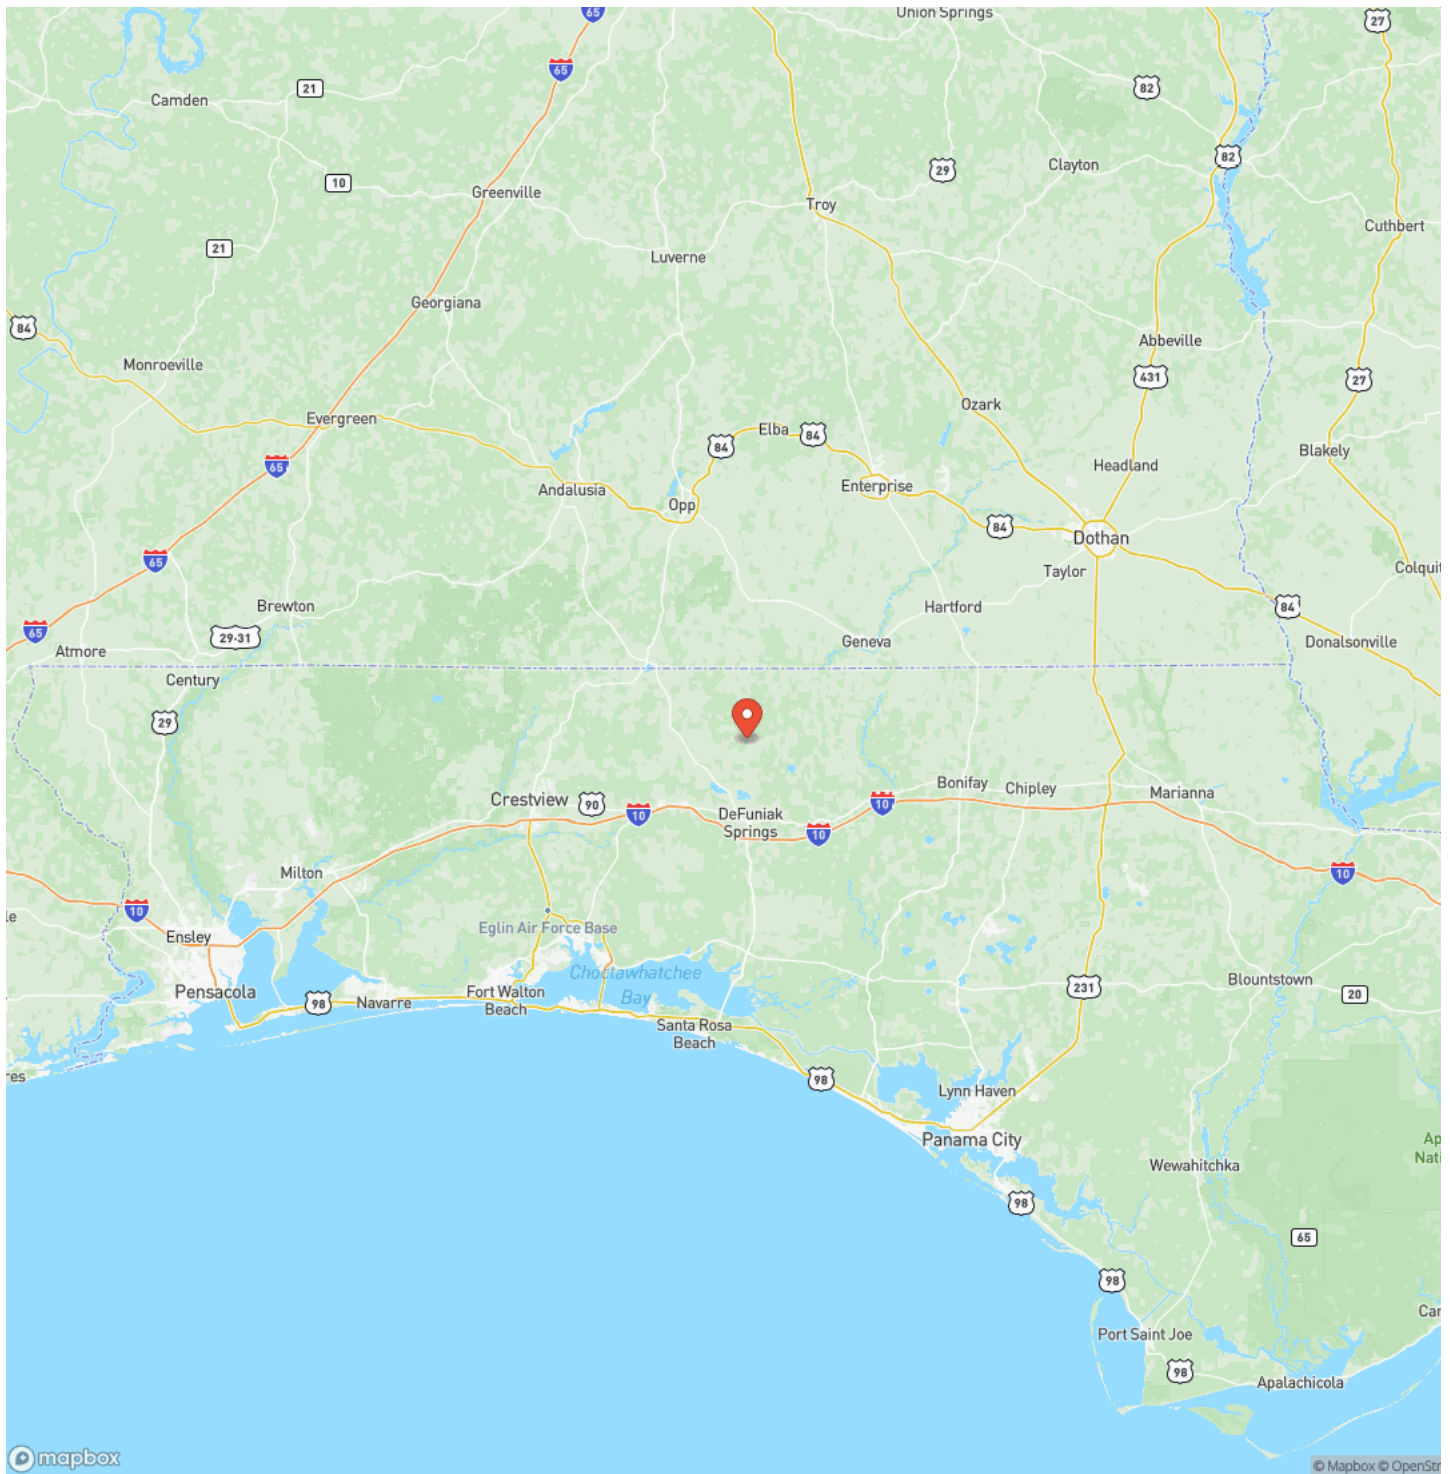 65
Union Springs
27
65
21
82
Camden
82
29
Clayton
10
Greenville
Troy
Cuthbert
21
Luverne
Georgiana
84
Abbeville
Monroeville
431
27
Ozark
Evergreen
Elba
84
84
Blakely
65
Headland
Enterprise
Andalusia
Opp
84
Dothan
65
Taylor
Colquit
Brewton
Hartford
84
65
29-31
Geneva
Donalsonville
Atmore
Century
29
Bonifay
Chipley
Marianna
Crestview
90
10
10
DeFuniak
Springs
10
Milton
10
10
le
Eglin Air Force Base
Ensley
Choctawhatchee
Bay
Blountstown
231
20
Pensacola
98
Navarre
Fort Walton
Beach
Santa Rosa
Beach
res
98
Lynn Haven
Panama City
Ap
Nati
Wewahitchka
98
65
98
Car
Port Saint Joe
98
Apalachicola
mapbox
© Mapbox © OpenStr